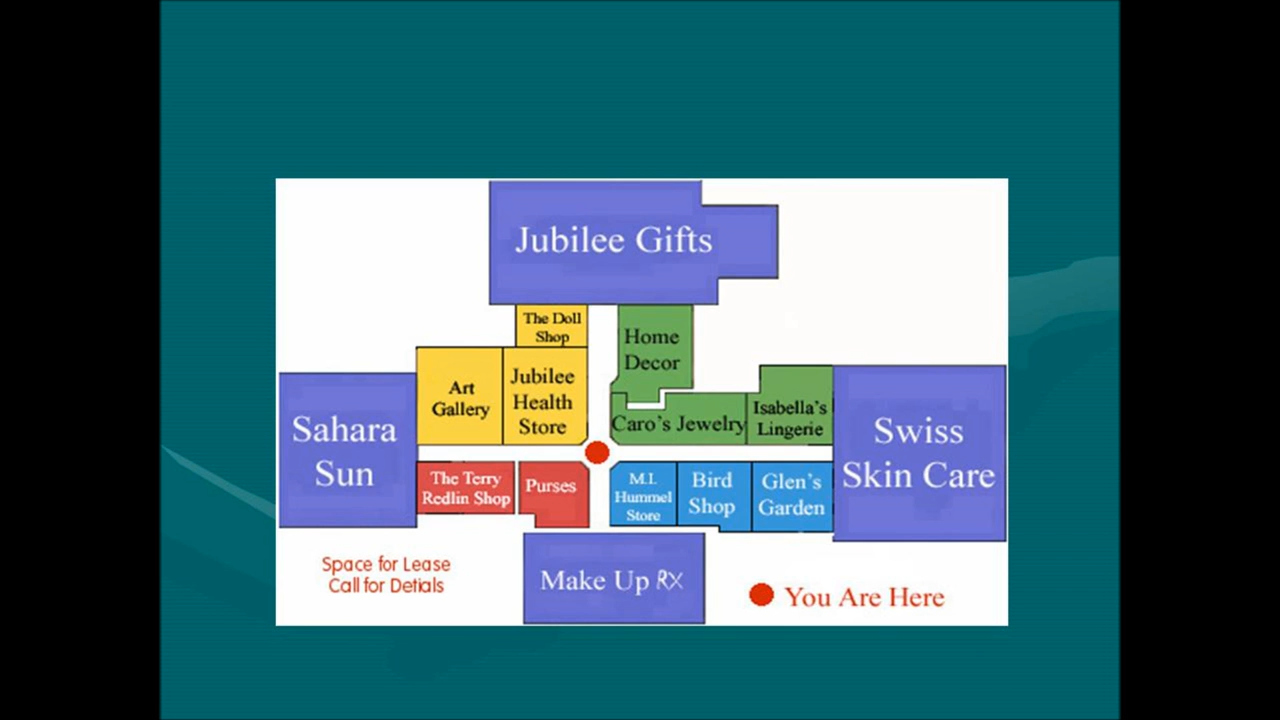 Jubilee Gifts
The Doll
Shop
Home
Decor
Art
Gallery
Jubilee
Health
Store
Caro's Jewelry
Isabella's
Lingerie
Sahara
Sun
Swiss
Skin Care
The Terry
Redlin Shop
Purses
M.I.
Hummel
Store
Bird
Shop
Glen's
Garden
Space for Lease
Call for Detials
Make Up RX
You Are Here